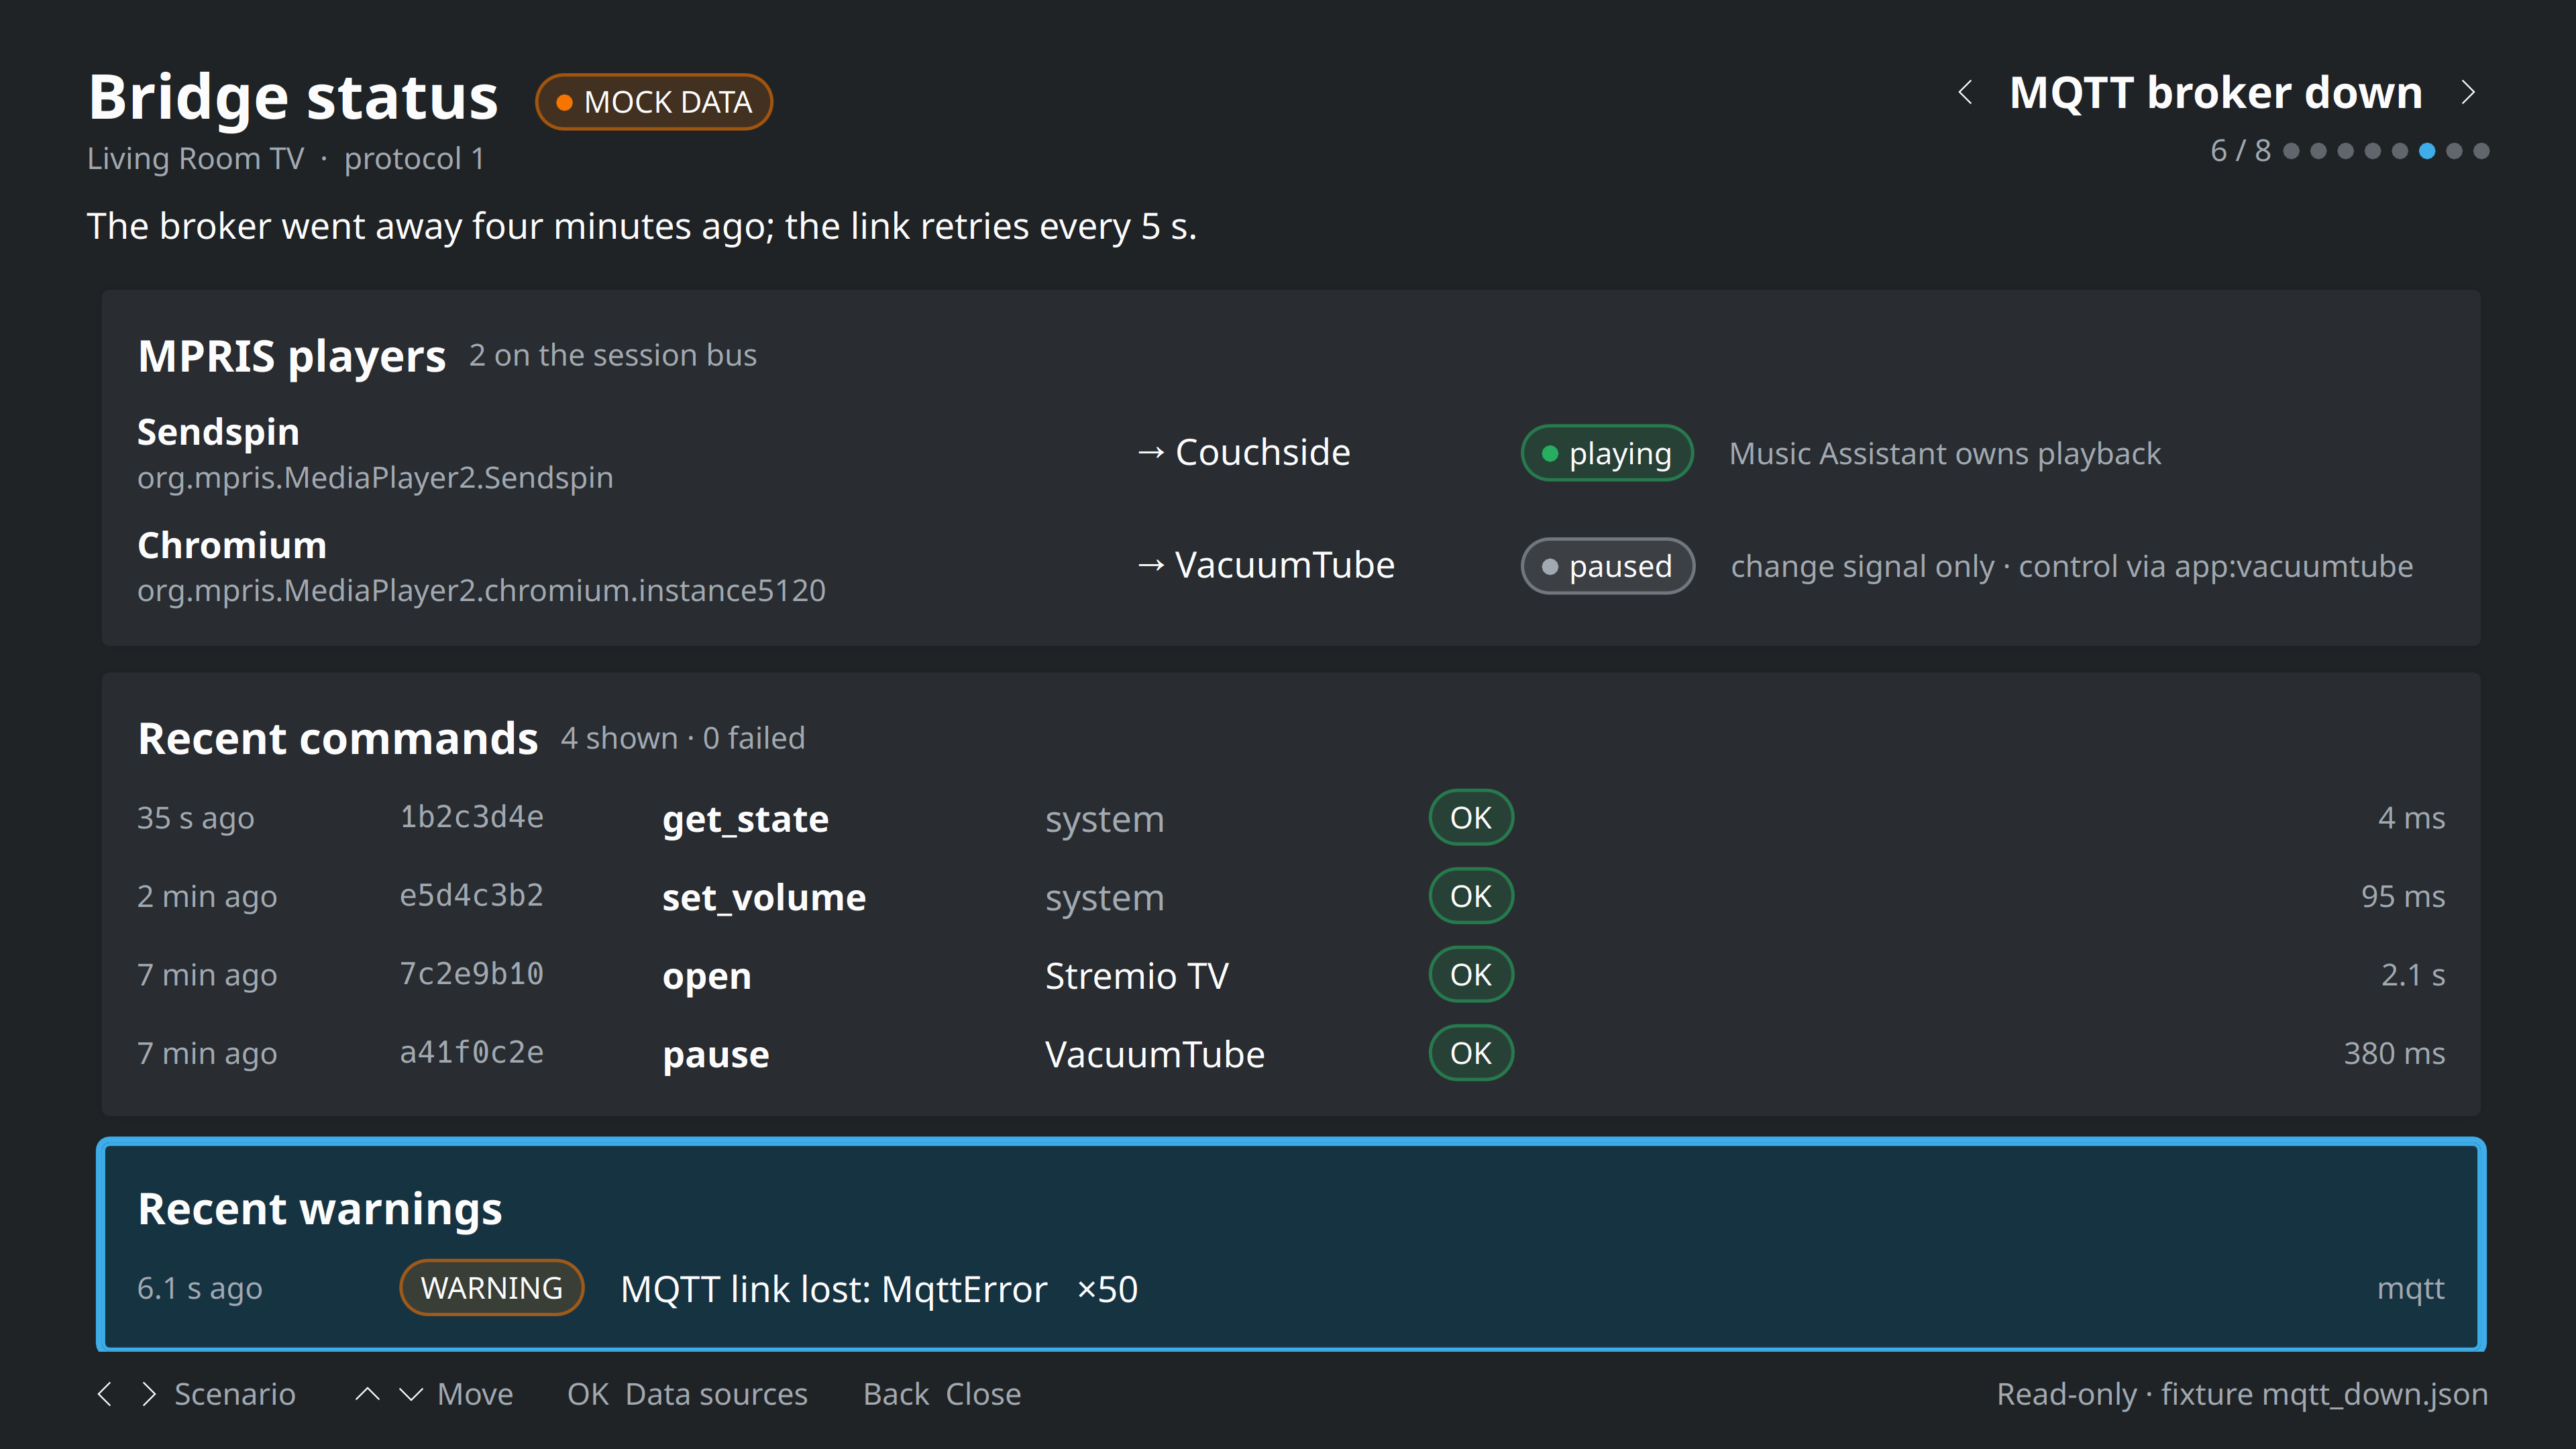 Bridge status MOCK DATA
MQTT broker down
Living Room TV · protocol 1
6 / 8
The broker went away four minutes ago; the link retries every 5 s.
MPRIS players 2 on the session bus
Sendspin
org.mpris.MediaPlayer2.Sendspin
→ Couchside playing Music Assistant owns playback
Chromium
org.mpris.MediaPlayer2.chromium.instance5120
→ VacuumTube paused change signal only · control via app:vacuumtube
Recent commands 4 shown · 0 failed
35 s ago 1b2c3d4e get_state system OK 4 ms
2 min ago e5d4c3b2 set_volume system OK 95 ms
7 min ago 7c2e9b10 open Stremio TV OK 2.1 s
7 min ago a41f0c2e pause VacuumTube OK 380 ms
Recent warnings
6.1 s ago WARNING MQTT link lost: MqttError ×50 mqtt
Scenario Move OK Data sources Back Close Read-only · fixture mqtt_down.json